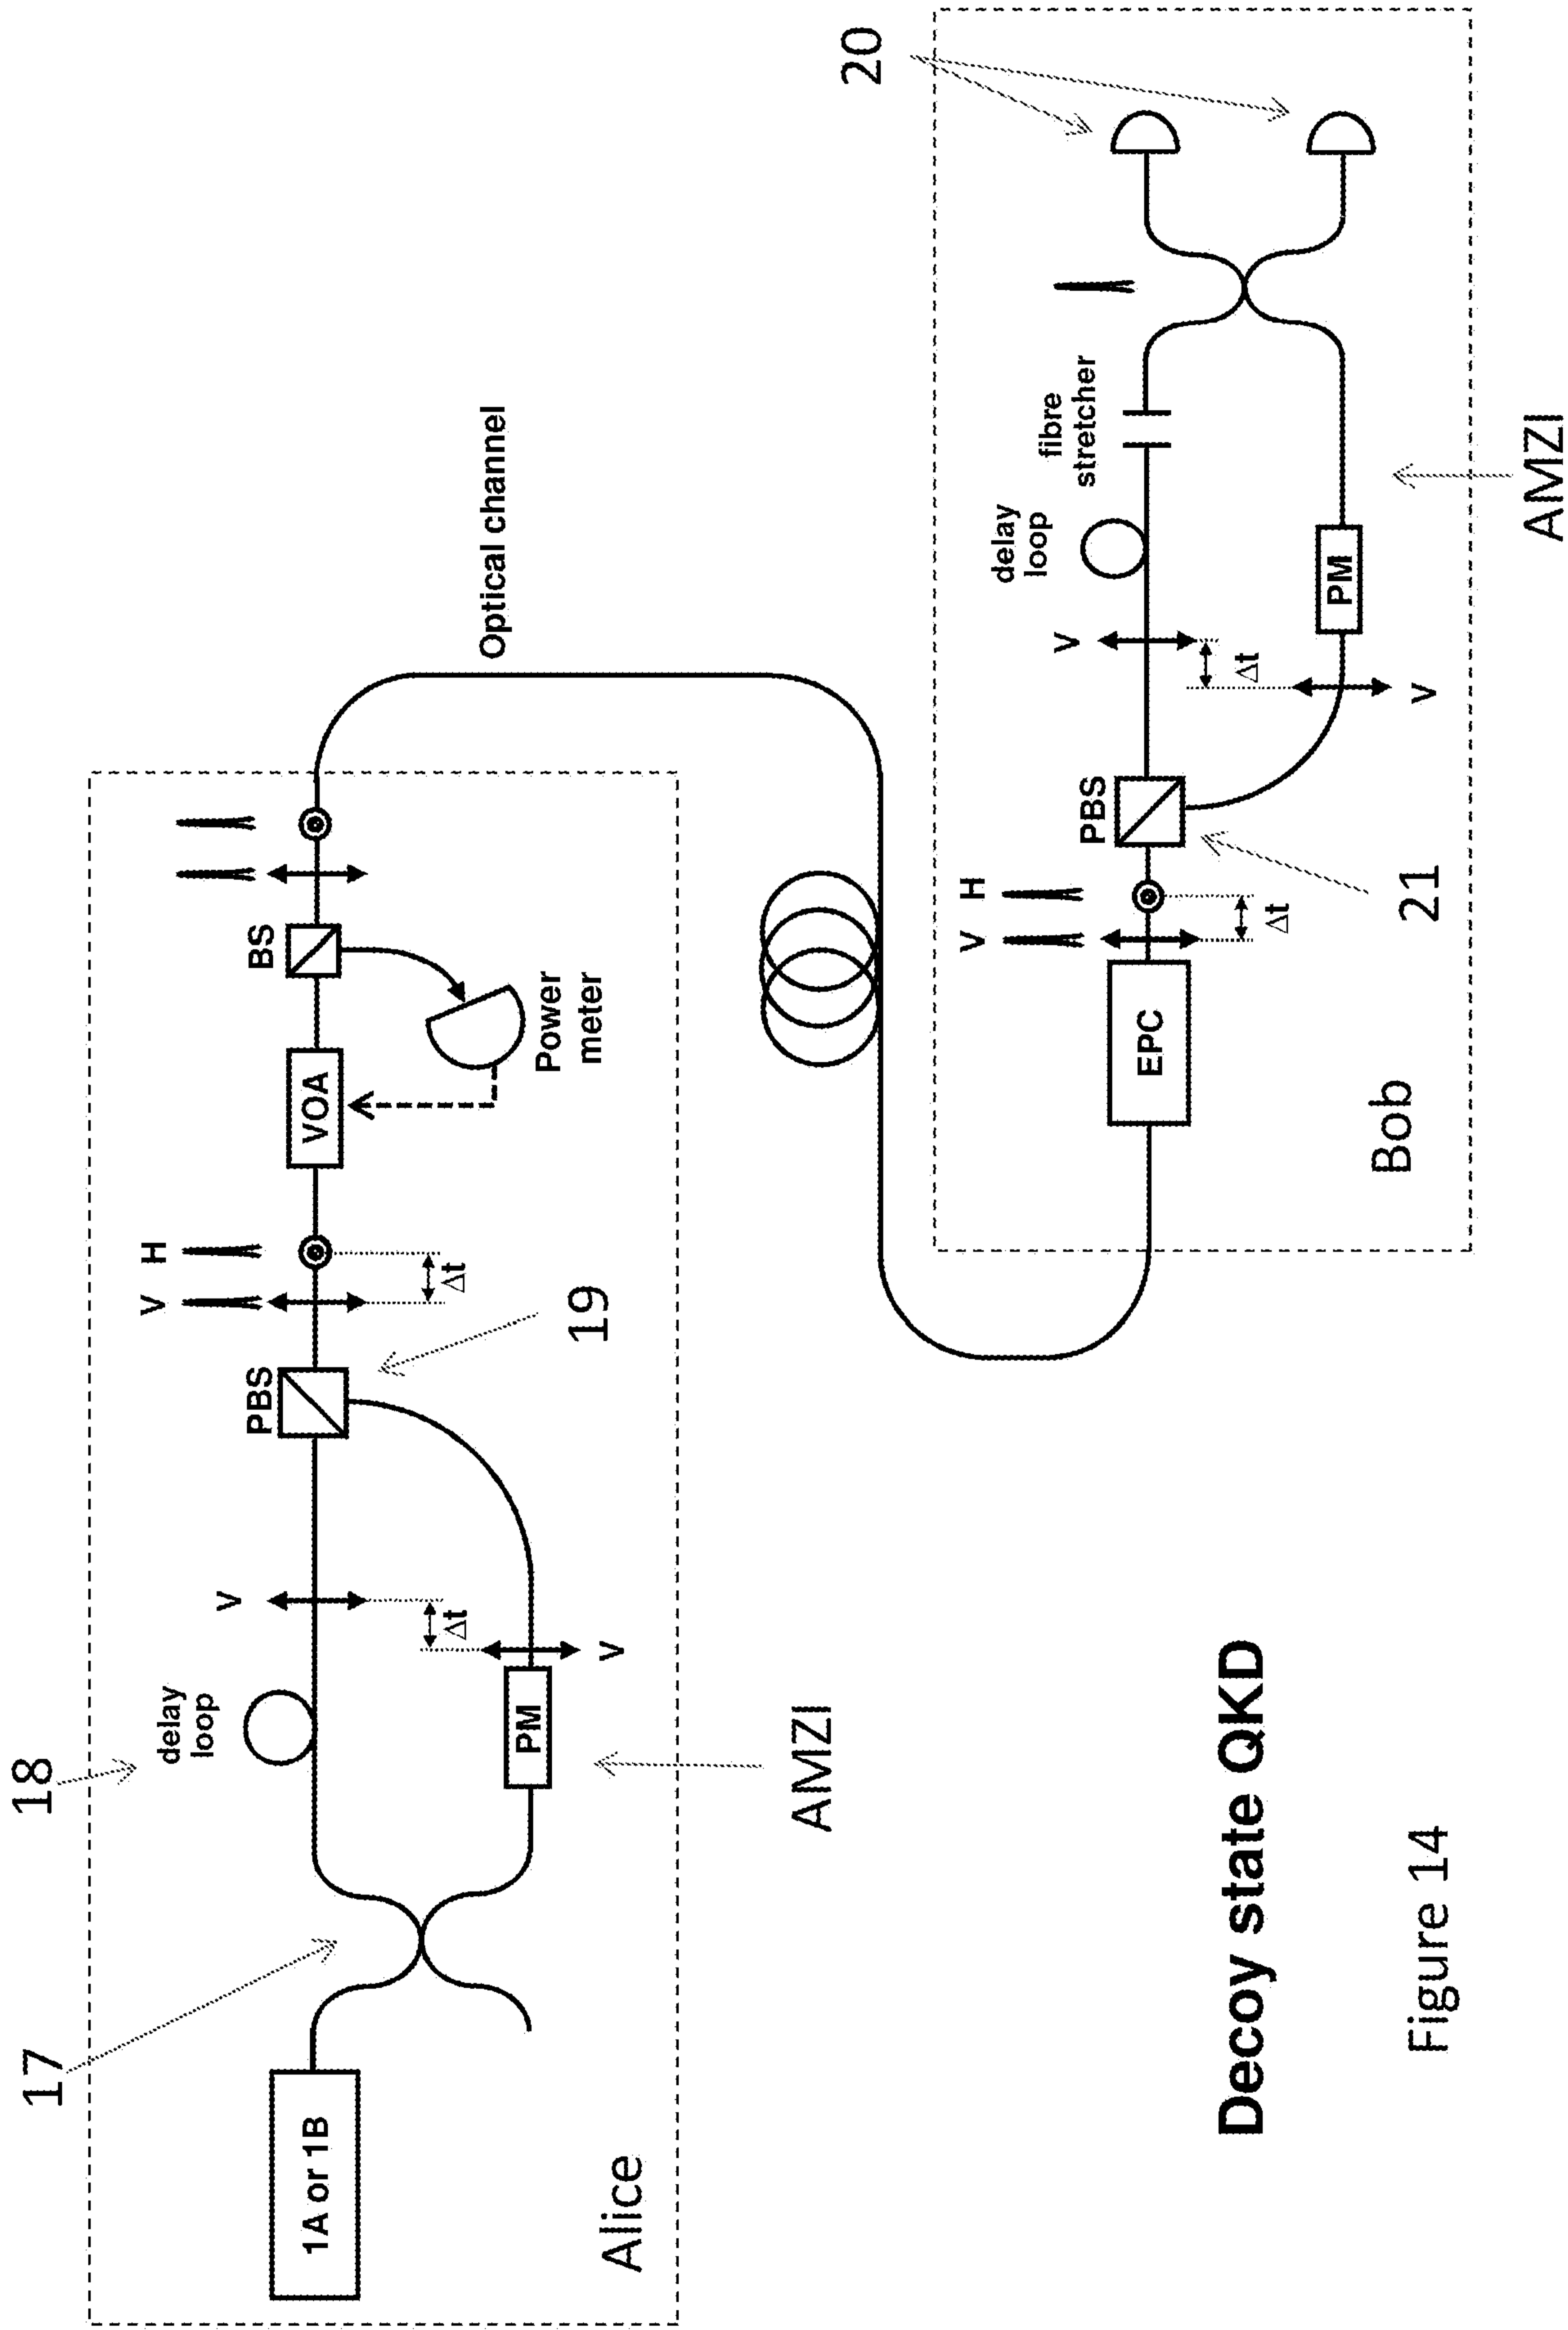 17
18
1A or 1B
delay
loop
V
PM
V
Δt
PBS
19
V
H
Δt
VOA
BS
Power
meter
Alice
AMZI
Optical channel
EPC
V
H
Δt
PBS
21
V
V
Δt
delay
loop
PM
fibre
stretcher
20
Bob
AMZI
Decoy state QKD
Figure 14